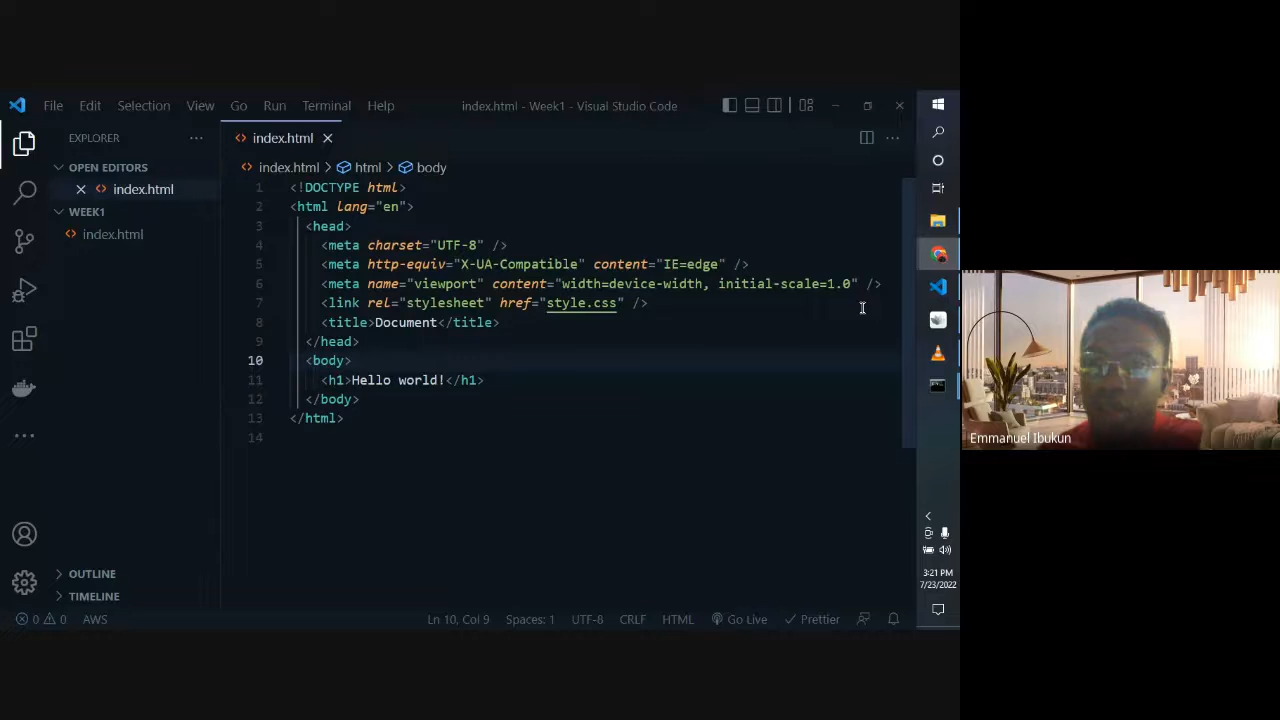 File Edit Selection View Go Run Terminal Help
index.html - Week1 - Visual Studio Code
EXPLORER
OPEN EDITORS
index.html
WEEK1
index.html
OUTLINE
TIMELINE
index.html
index.html > html > body
1 <!DOCTYPE html>
2 <html lang="en">
3 <head>
4 <meta charset="UTF-8" />
5 <meta http-equiv="X-UA-Compatible" content="IE=edge" />
6 <meta name="viewport" content="width=device-width, initial-scale=1.0" />
7 <link rel="stylesheet" href="style.css" />
8 <title>Document</title>
9 </head>
10 <body>
11 <h1>Hello world!</h1>
12 </body>
13 </html>
14
0 0 AWS
Ln 10, Col 9 Spaces: 1 UTF-8 CRLF HTML Go Live Prettier
3:21 PM
7/23/2022
Emmanuel Ibukun